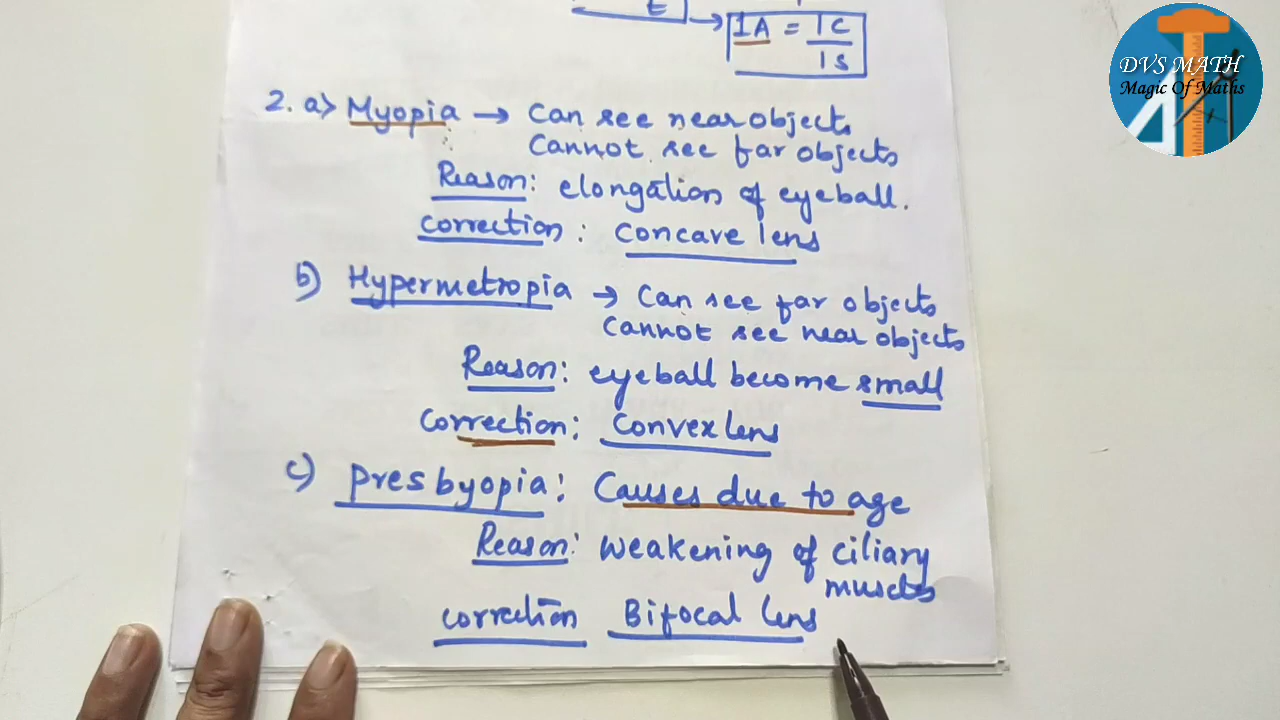 t
1A = 1C
1S
DVS MATH
Magic Of Maths
2. a) Myopia → Can see near objects
Cannot see far objects
Reason: elongation of eyeball.
Correction: Concave lens
b) Hypermetropia → Can see far objects
Cannot see near objects
Reason: eyeball become small
Correction: Convex lens
c) presbyopia: Causes due to age
Reason: Weakening of ciliary
muscles
correction Bifocal lens